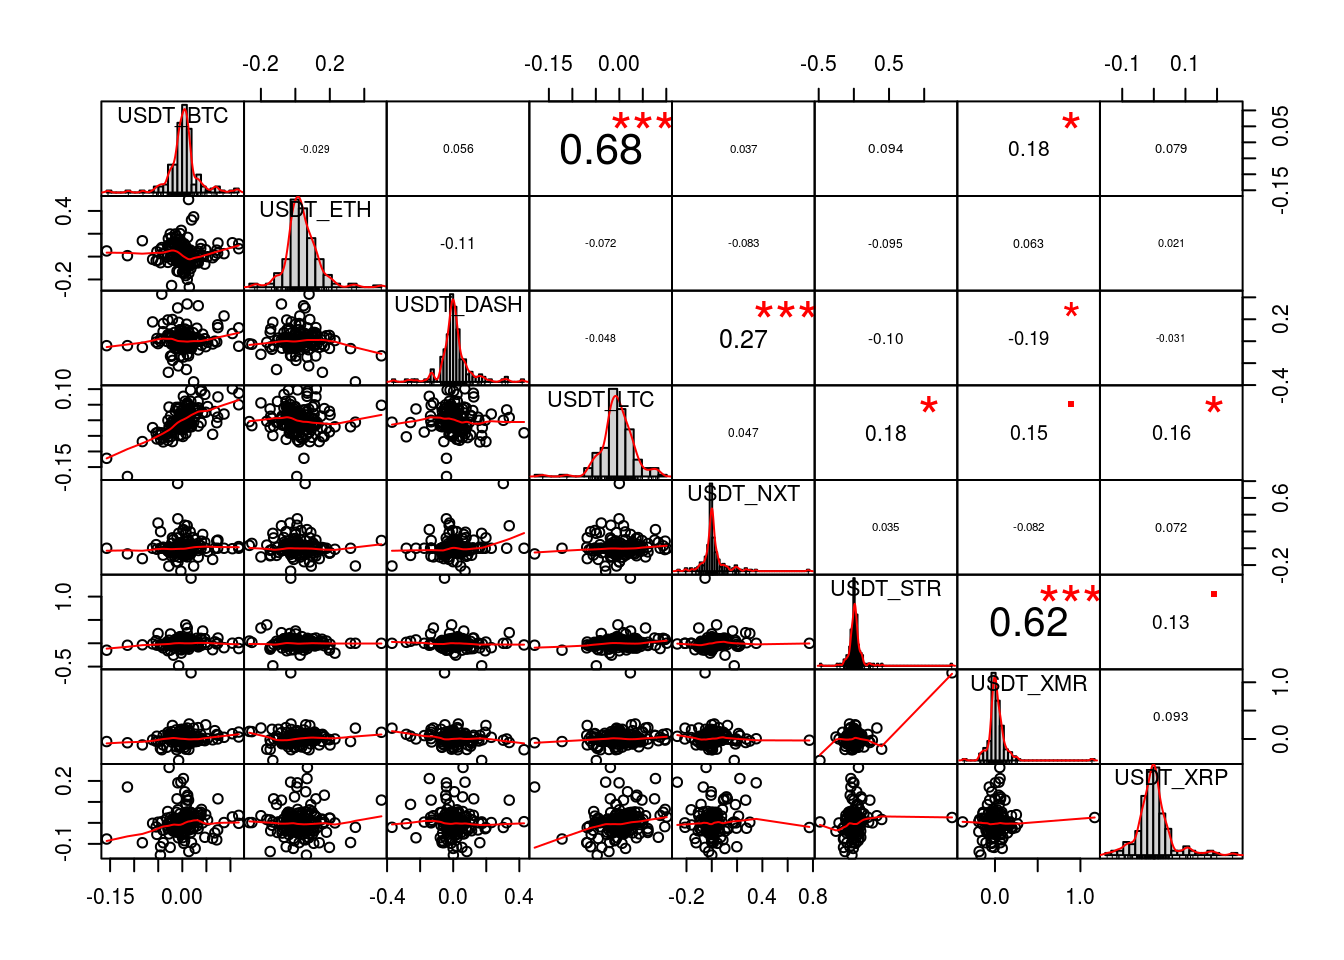 -0.2 0.2 -0.15 0.00 -0.5 0.5 -0.1 0.1
USDT_BTC -0.029 0.056 0.68 *** 0.037 0.094 0.18 * 0.079 -0.15 0.05
-0.2 0.4 USDT_ETH -0.11 -0.072 -0.083 -0.095 0.063 0.021
USDT_DASH -0.048 0.27 *** -0.10 -0.19 * -0.031 -0.4 0.2
-0.15 0.10 USDT_LTC 0.047 0.18 * 0.15 . 0.16 *
USDT_NXT 0.035 -0.082 0.072 -0.2 0.6
-0.5 1.0 USDT_STR 0.62 *** 0.13 .
USDT_XMR 0.093 0.0 1.0
-0.1 0.2 USDT_XRP
-0.15 0.00 -0.4 0.0 0.4 -0.2 0.4 0.8 0.0 1.0